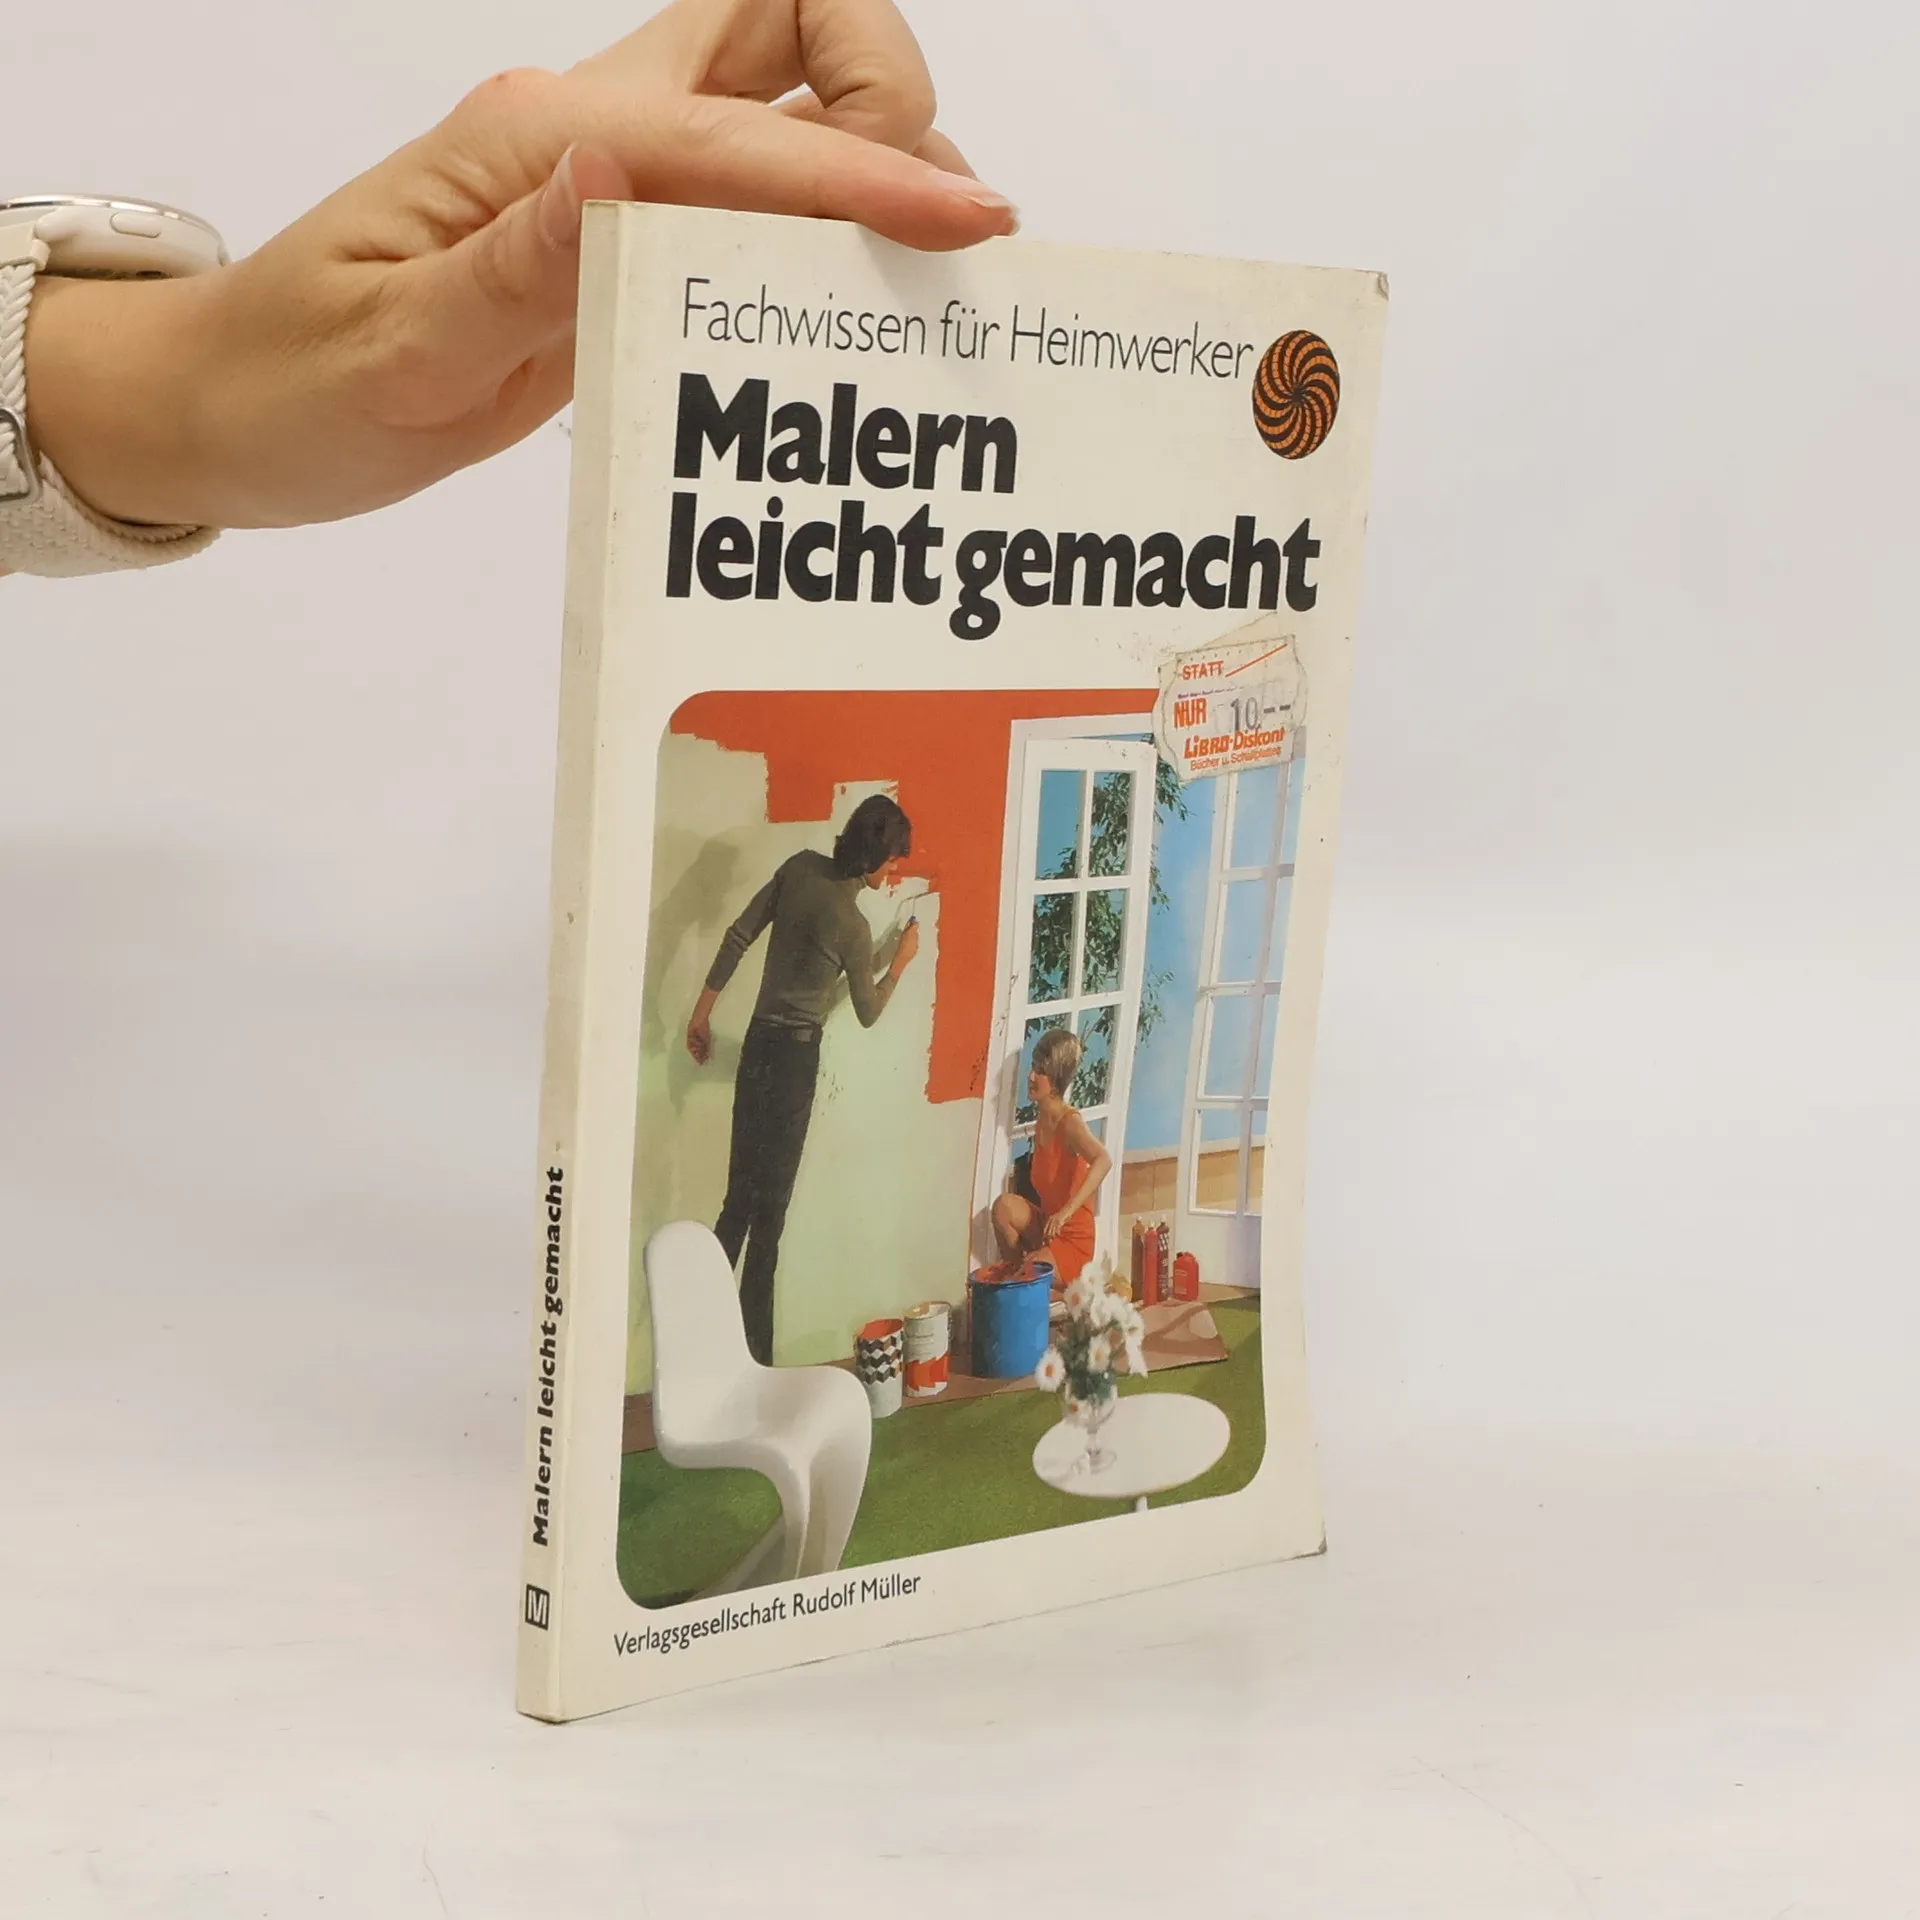 Fachwissen für Heimwerker
Malern
leicht gemacht
STATT
NUR 10.--
LiBRO-Diskont
Bücher u. Schallplatten
Verlagsgesellschaft Rudolf Müller
Malern leicht gemacht
M